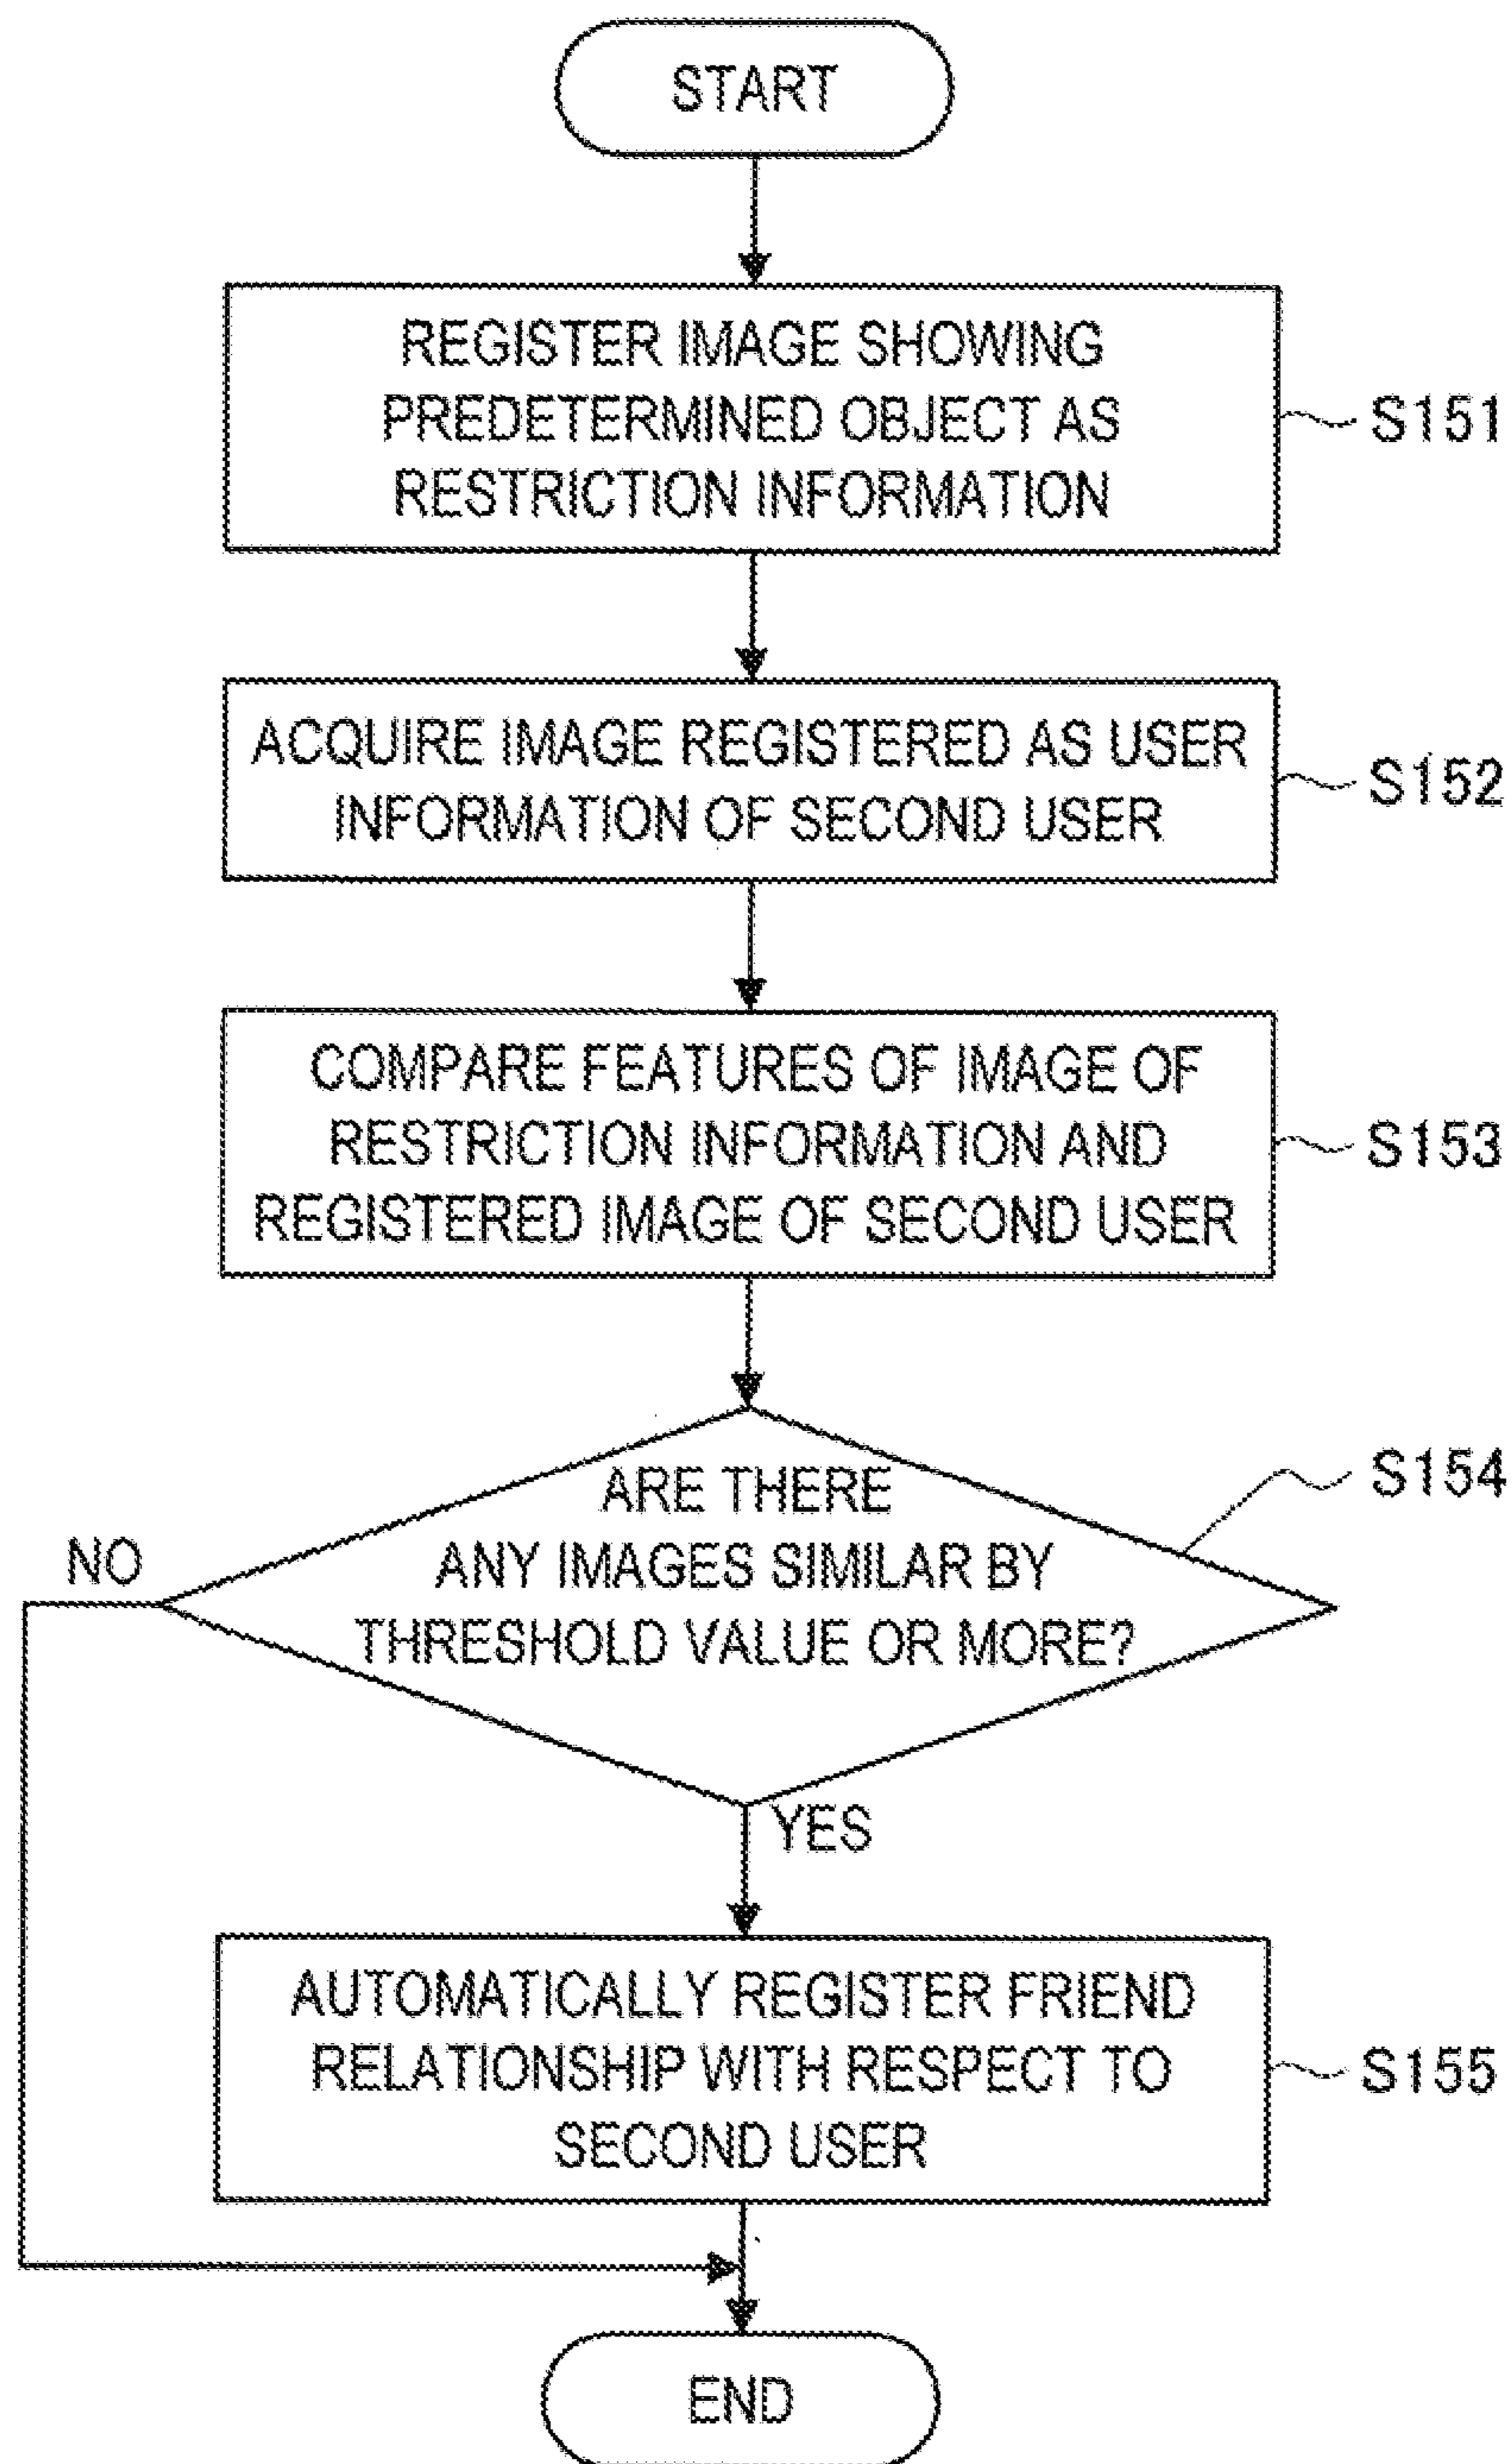 START
REGISTER IMAGE SHOWING
PREDETERMINED OBJECT AS
RESTRICTION INFORMATION
S151
ACQUIRE IMAGE REGISTERED AS USER
INFORMATION OF SECOND USER
S152
COMPARE FEATURES OF IMAGE OF
RESTRICTION INFORMATION AND
REGISTERED IMAGE OF SECOND USER
S153
ARE THERE
ANY IMAGES SIMILAR BY
THRESHOLD VALUE OR MORE?
S154
NO
YES
AUTOMATICALLY REGISTER FRIEND
RELATIONSHIP WITH RESPECT TO
SECOND USER
S155
END